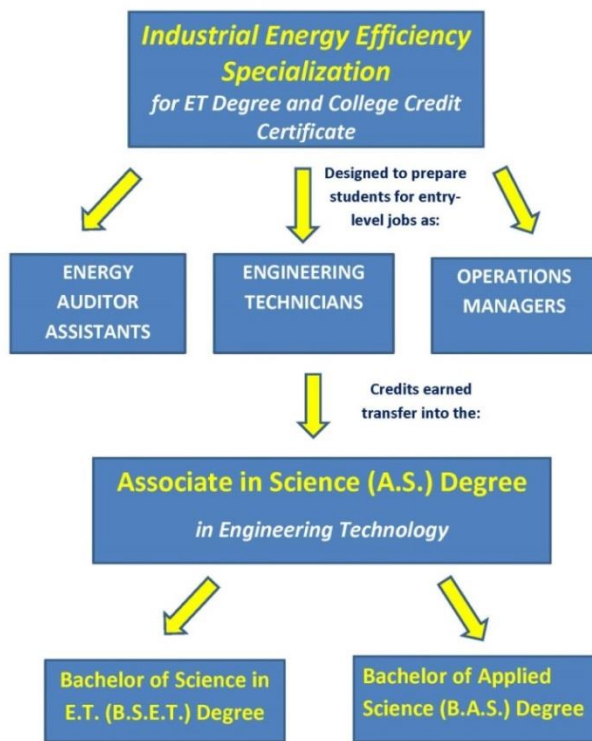 Industrial Energy Efficiency
Specialization
for ET Degree and College Credit
Certificate
Designed to prepare
students for entry-
level jobs as:
ENERGY
AUDITOR
ASSISTANTS
ENGINEERING
TECHNICIANS
OPERATIONS
MANAGERS
Credits earned
transfer into the:
Associate in Science (A.S.) Degree
in Engineering Technology
Bachelor of Science in
E.T. (B.S.E.T.) Degree
Bachelor of Applied
Science (B.A.S.) Degree